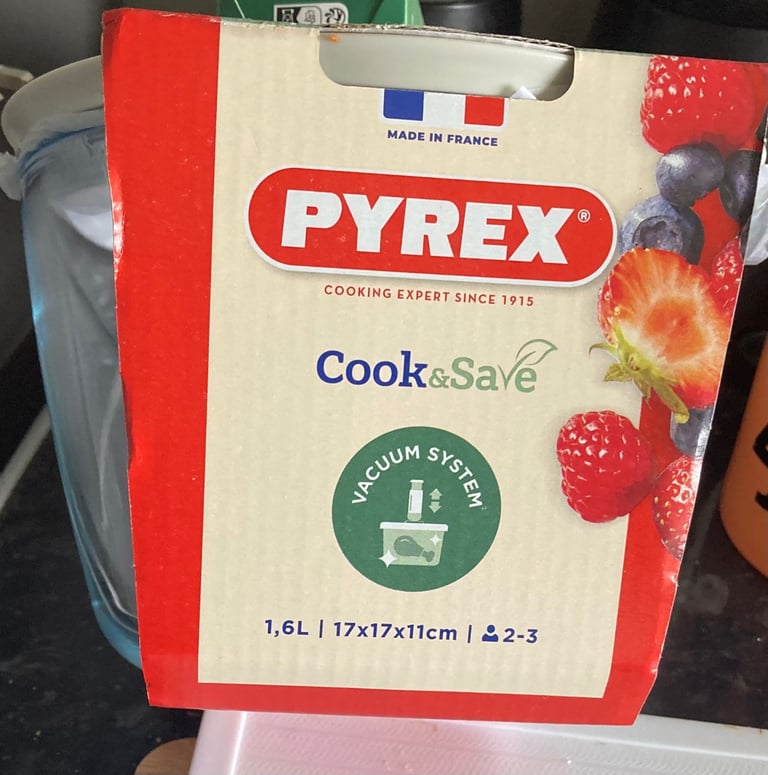 MADE IN FRANCE
PYREX®
COOKING EXPERT SINCE 1915
Cook&Save
VACUUM SYSTEM
1,6L | 17x17x11cm | 2-3